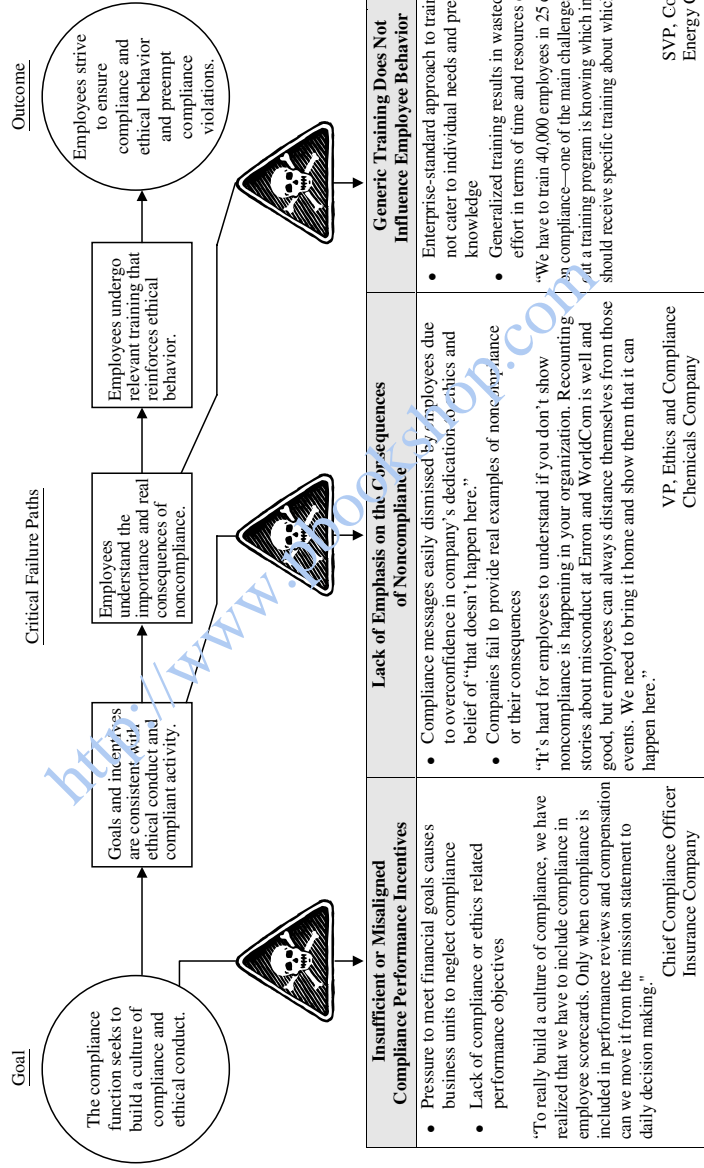 Goal
Critical Failure Paths
Outcome
The compliance
function seeks to
build a culture of
compliance and
ethical conduct.
Goals and incentives
are consistent with
ethical conduct and
compliant activity.
Employees
understand the
importance and real
consequences of
noncompliance.
Employees undergo
relevant training that
reinforces ethical
behavior.
Employees strive
to ensure
compliance and
ethical behavior
and preempt
compliance
violations.
Insufficient or Misaligned
Compliance Performance Incentives
• Pressure to meet financial goals causes
business units to neglect compliance
• Lack of compliance or ethics related
performance objectives
“To really build a culture of compliance, we have
realized that we have to include compliance in
employee scorecards. Only when compliance is
included in performance reviews and compensation
can we move it from the mission statement to
daily decision making."
Chief Compliance Officer
Insurance Company
Lack of Emphasis on the Consequences
of Noncompliance
• Compliance messages easily dismissed by employees due
to overconfidence in company’s dedication to ethics and
belief of “that doesn’t happen here.”
• Companies fail to provide real examples of noncompliance
or their consequences
“It’s hard for employees to understand if you don’t show
noncompliance is happening in your organization. Recounting
stories about misconduct at Enron and WorldCom is well and
good, but employees can always distance themselves from those
events. We need to bring it home and show them that it can
happen here.”
VP, Ethics and Compliance
Chemicals Company
Generic Training Does Not
Influence Employee Behavior
• Enterprise-standard approach to train
not cater to individual needs and pre
knowledge
• Generalized training results in wasted
effort in terms of time and resources
“We have to train 40,000 employees in 25
on compliance—one of the main challenge
out a training program is knowing which in
should receive specific training about whic
SVP, Co
Energy C
http://www.pbookshop.com